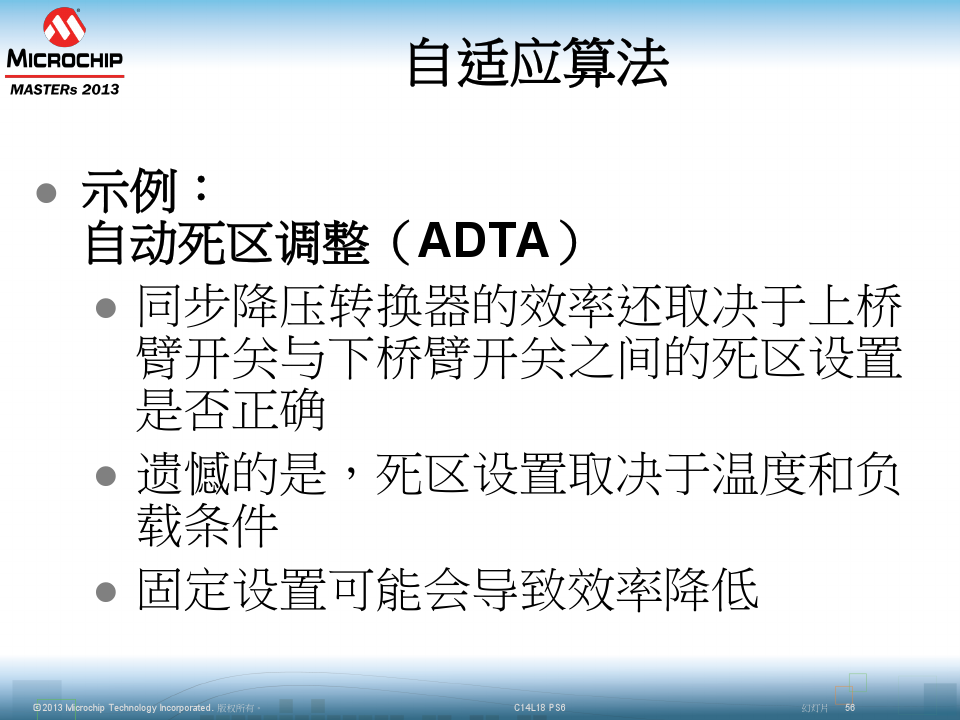 MICROCHIP
MASTERs 2013
自适应算法
● 示例：
自动死区调整（ADTA）
● 同步降压转换器的效率还取决于上桥
臂开关与下桥臂开关之间的死区设置
是否正确
● 遗憾的是，死区设置取决于温度和负
载条件
● 固定设置可能会导致效率降低
©2013 Microchip Technology Incorporated. 版权所有。
C14L18 PS6
幻灯片 56